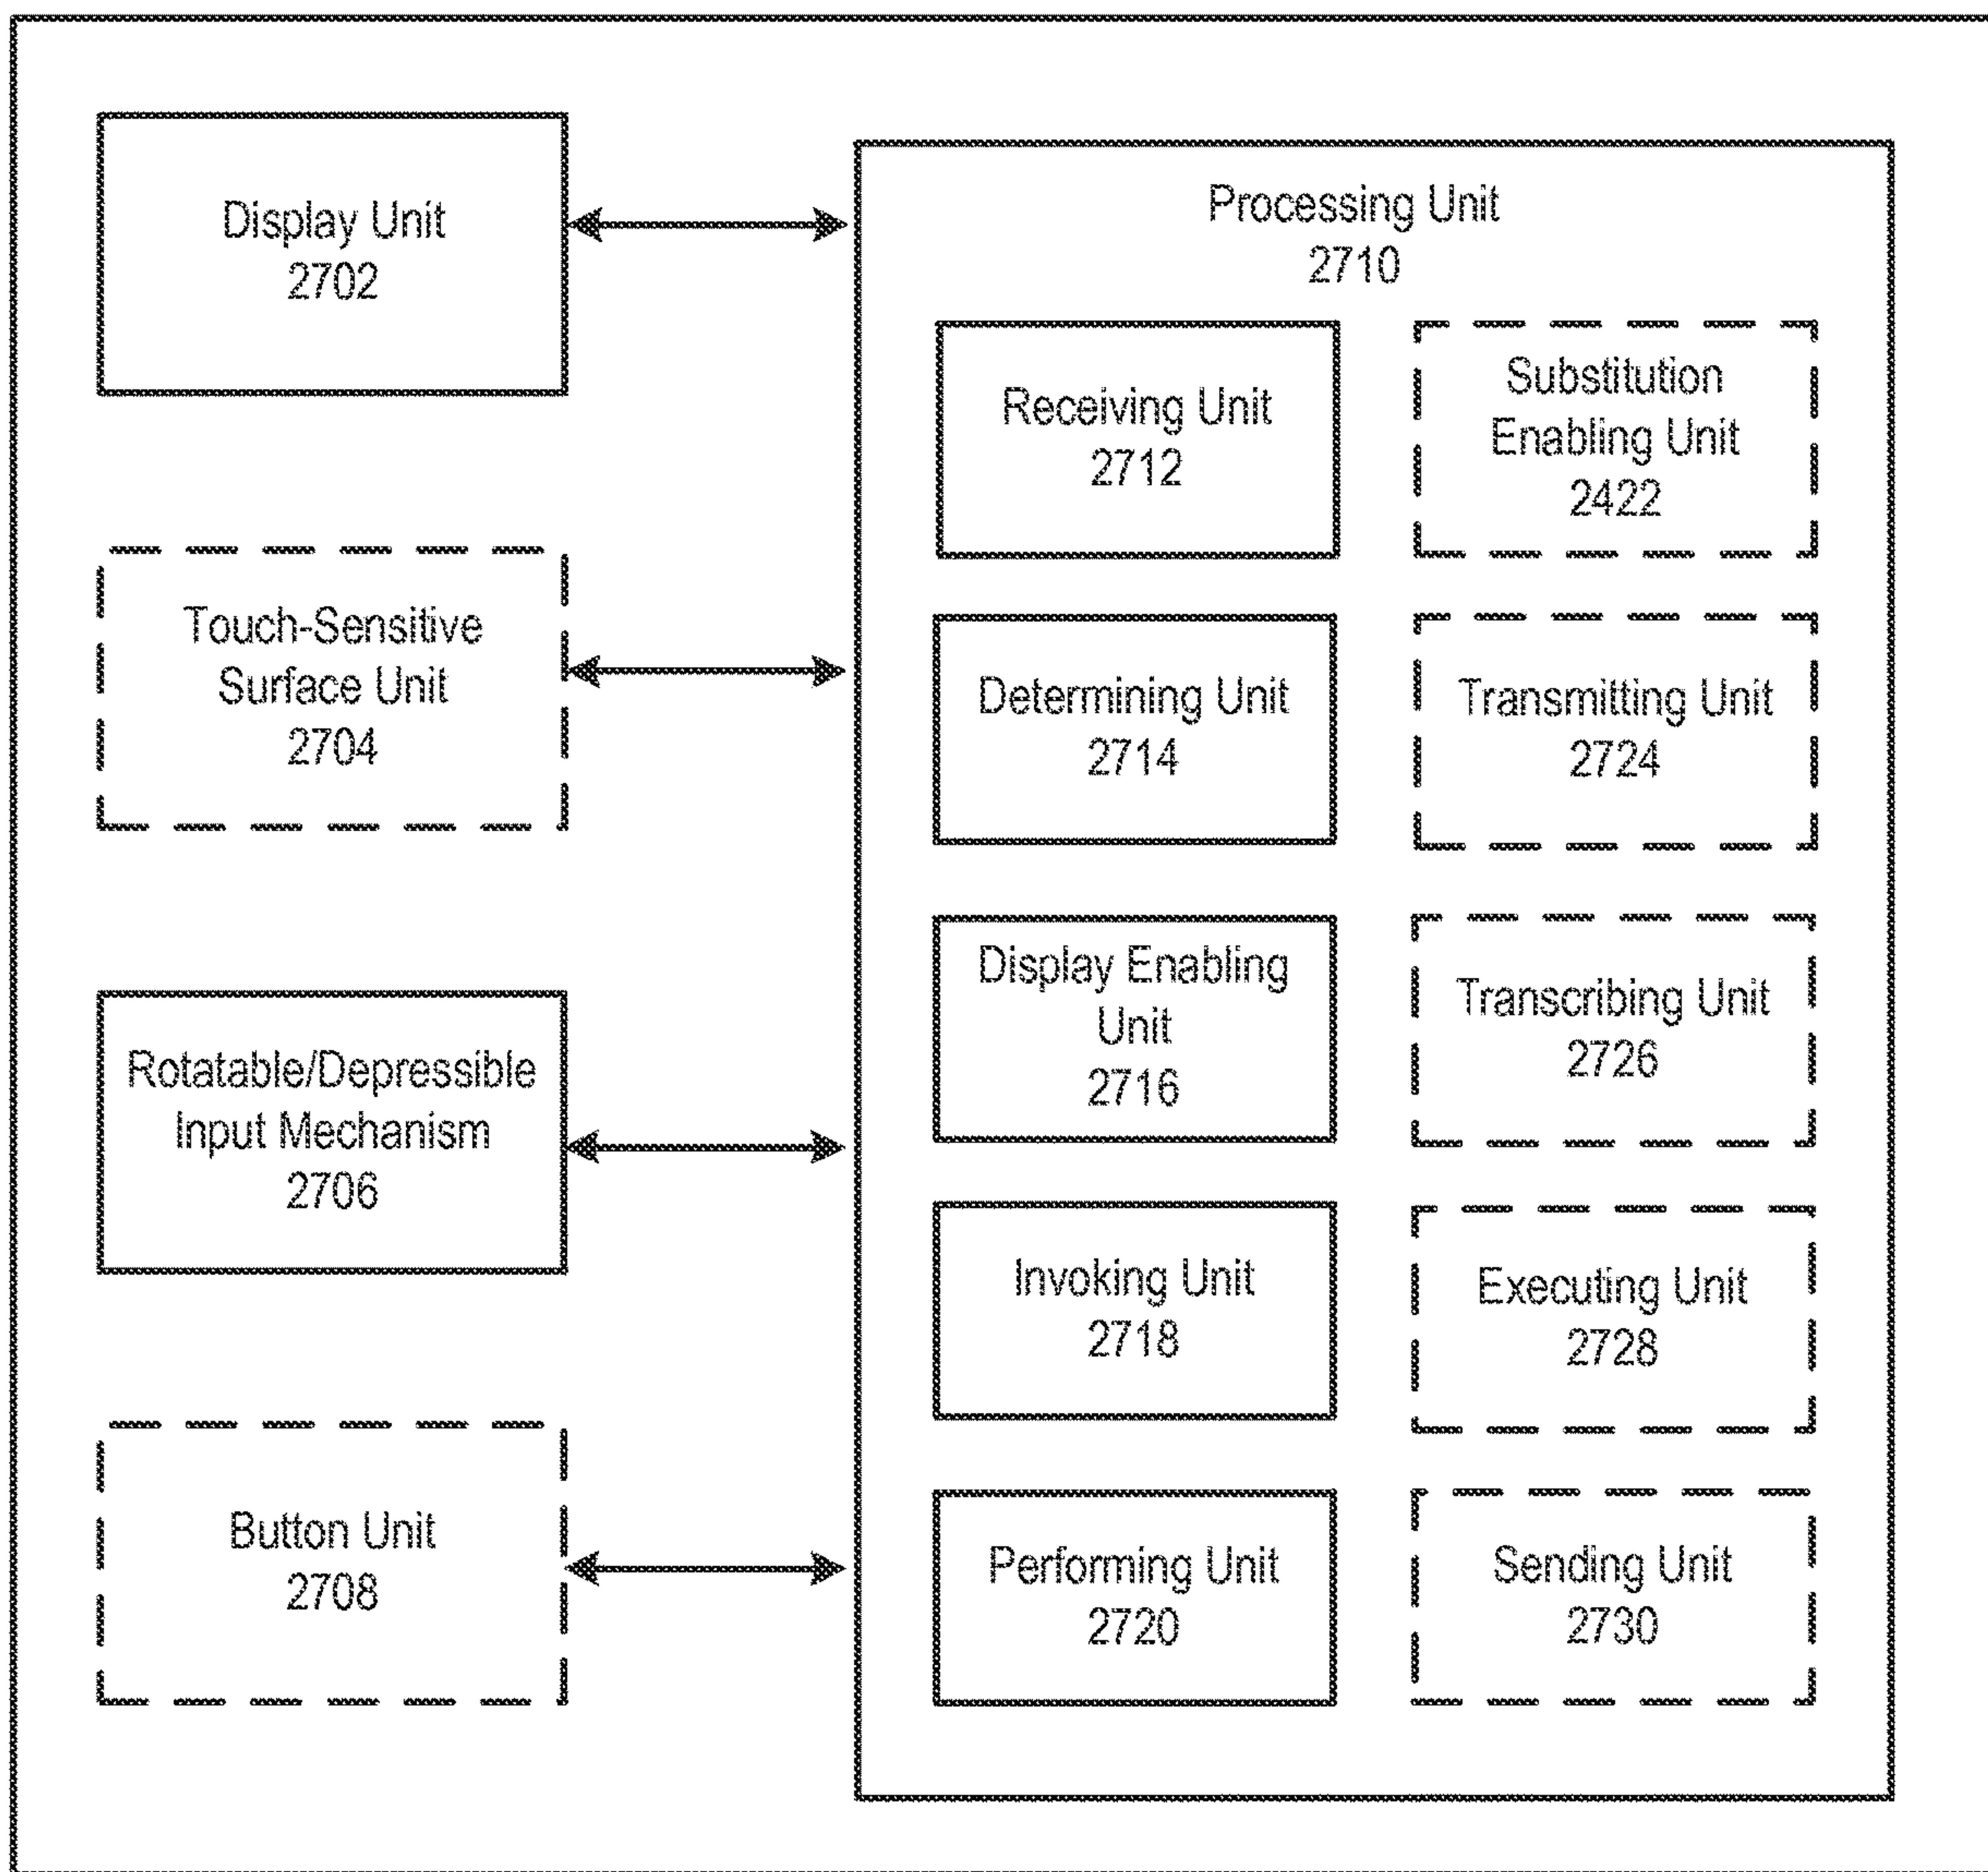 Display Unit
2702
Touch-Sensitive
Surface Unit
2704
Rotatable/Depressible
Input Mechanism
2706
Button Unit
2708
Processing Unit
2710
Receiving Unit
2712
Substitution
Enabling Unit
2422
Determining Unit
2714
Transmitting Unit
2724
Display Enabling
Unit
2716
Transcribing Unit
2726
Invoking Unit
2718
Executing Unit
2728
Performing Unit
2720
Sending Unit
2730